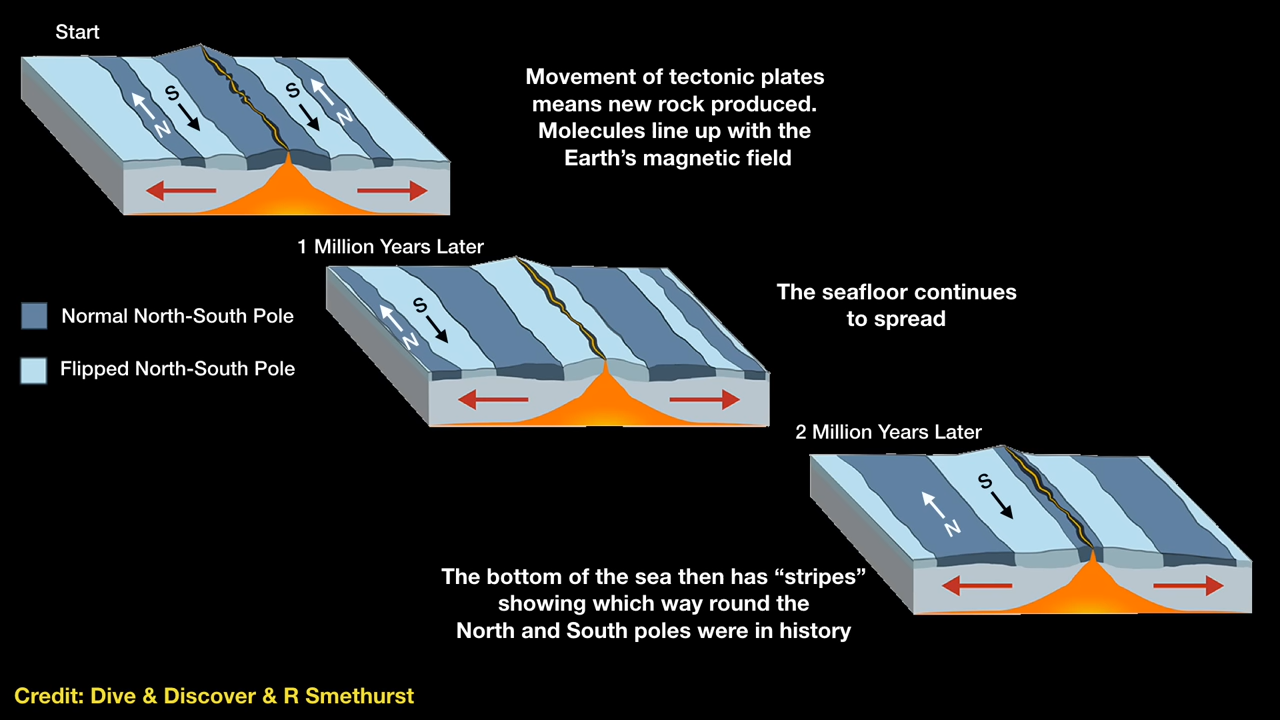 Start
Movement of tectonic plates
means new rock produced.
Molecules line up with the
Earth's magnetic field
S
N
S
N
1 Million Years Later
The seafloor continues
to spread
S
N
Normal North-South Pole
Flipped North-South Pole
2 Million Years Later
S
N
The bottom of the sea then has “stripes”
showing which way round the
North and South poles were in history
Credit: Dive & Discover & R Smethurst